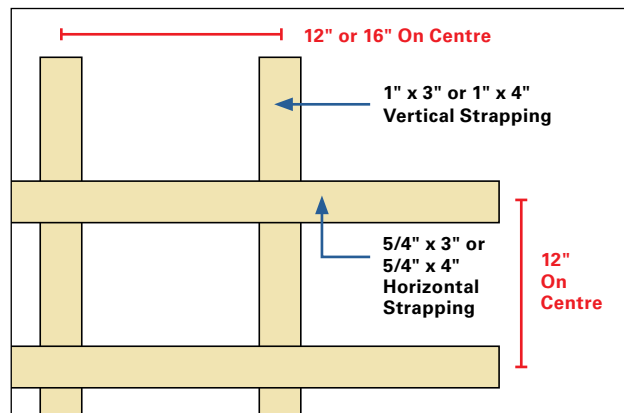 12" or 16" On Centre
1" x 3" or 1" x 4"
Vertical Strapping
5/4" x 3" or
5/4" x 4"
Horizontal
Strapping
12"
On
Centre